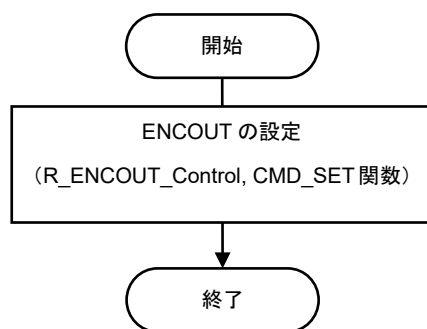 開始
ENCOUT の設定
（R_ENCOUT_Control, CMD_SET 関数）
終了